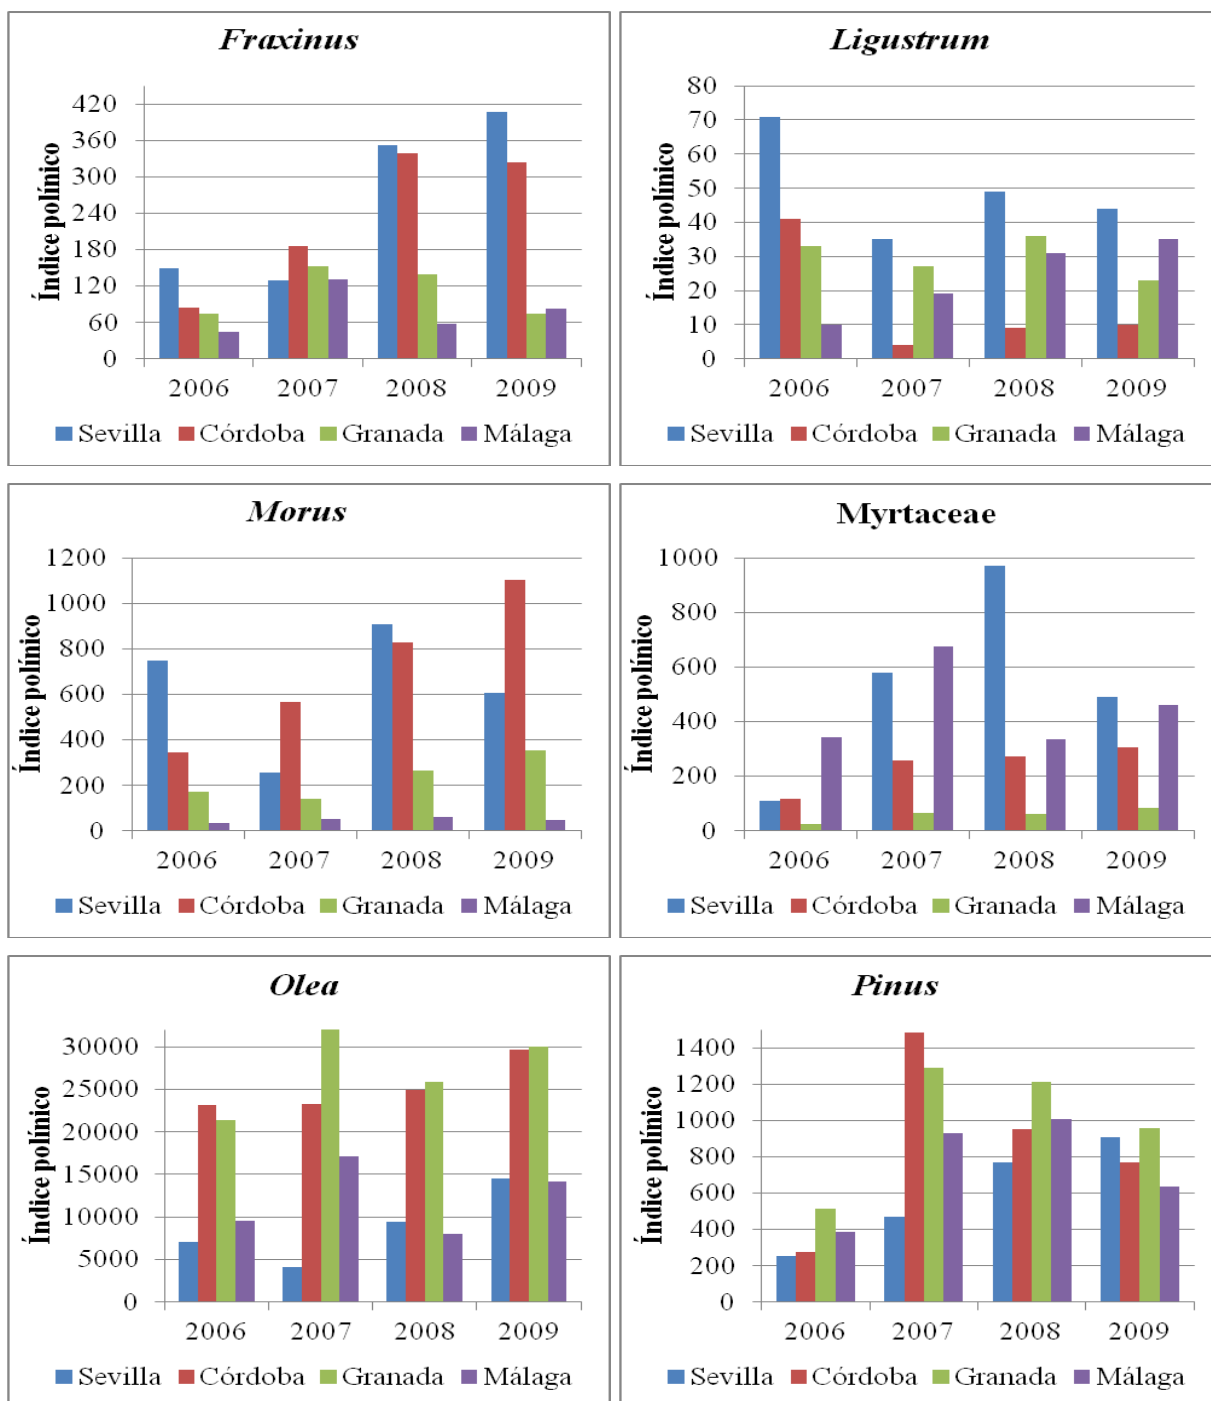 Fraxinus
Índice polínico
420
360
300
240
180
120
60
0
2006 2007 2008 2009
Sevilla Córdoba Granada Málaga
Ligustrum
Índice polínico
80
70
60
50
40
30
20
10
0
2006 2007 2008 2009
Sevilla Córdoba Granada Málaga
Morus
Índice polínico
1200
1000
800
600
400
200
0
2006 2007 2008 2009
Sevilla Córdoba Granada Málaga
Myrtaceae
Índice polínico
1000
800
600
400
200
0
2006 2007 2008 2009
Sevilla Córdoba Granada Málaga
Olea
Índice polínico
30000
25000
20000
15000
10000
5000
0
2006 2007 2008 2009
Sevilla Córdoba Granada Málaga
Pinus
Índice polínico
1400
1200
1000
800
600
400
200
0
2006 2007 2008 2009
Sevilla Córdoba Granada Málaga